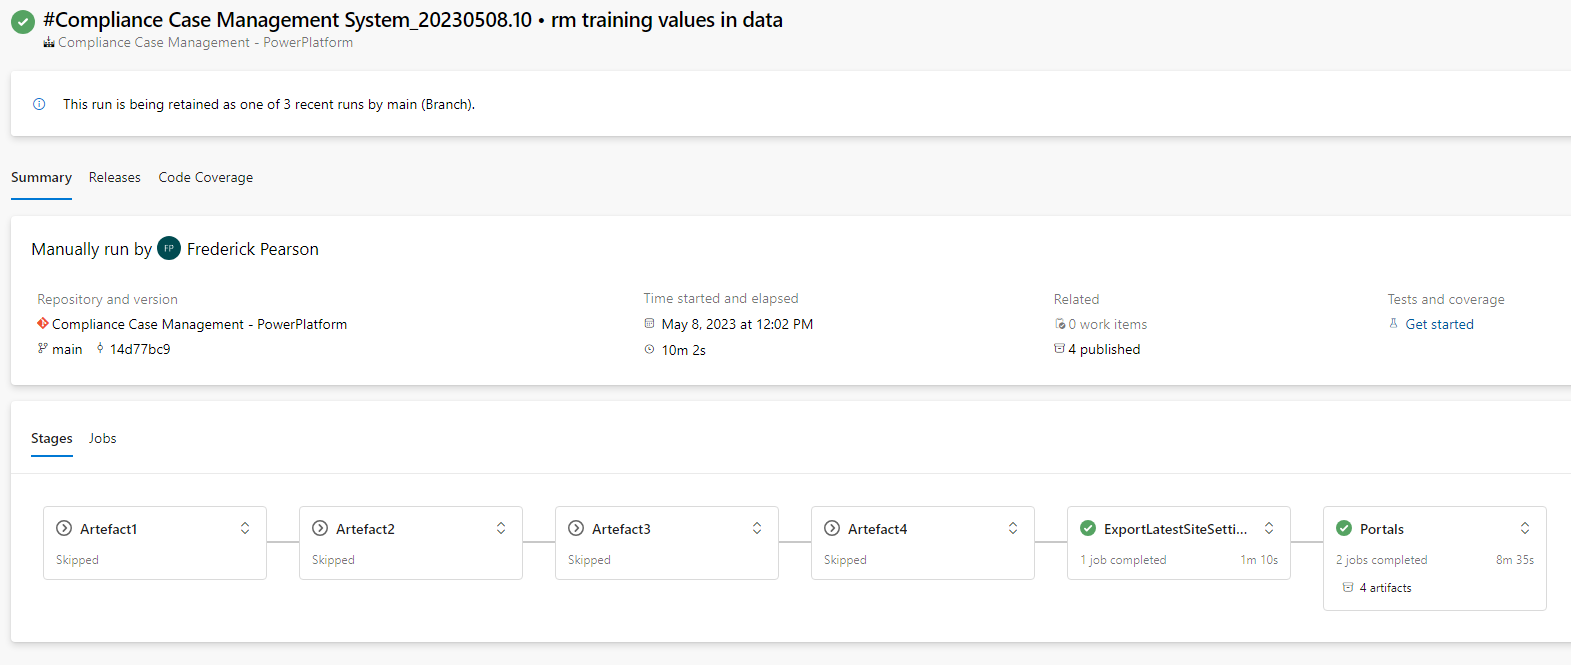 #Compliance Case Management System_20230508.10 • rm training values in data
Compliance Case Management - PowerPlatform
This run is being retained as one of 3 recent runs by main (Branch).
Summary Releases Code Coverage
Manually run by FP Frederick Pearson
Repository and version Time started and elapsed Related Tests and coverage
Compliance Case Management - PowerPlatform May 8, 2023 at 12:02 PM 0 work items Get started
main 14d77bc9 10m 2s 4 published
Stages Jobs
Artefact1 Artefact2 Artefact3 Artefact4 ExportLatestSiteSetti... Portals
Skipped Skipped Skipped Skipped 1 job completed 1m 10s 2 jobs completed 8m 35s
4 artifacts